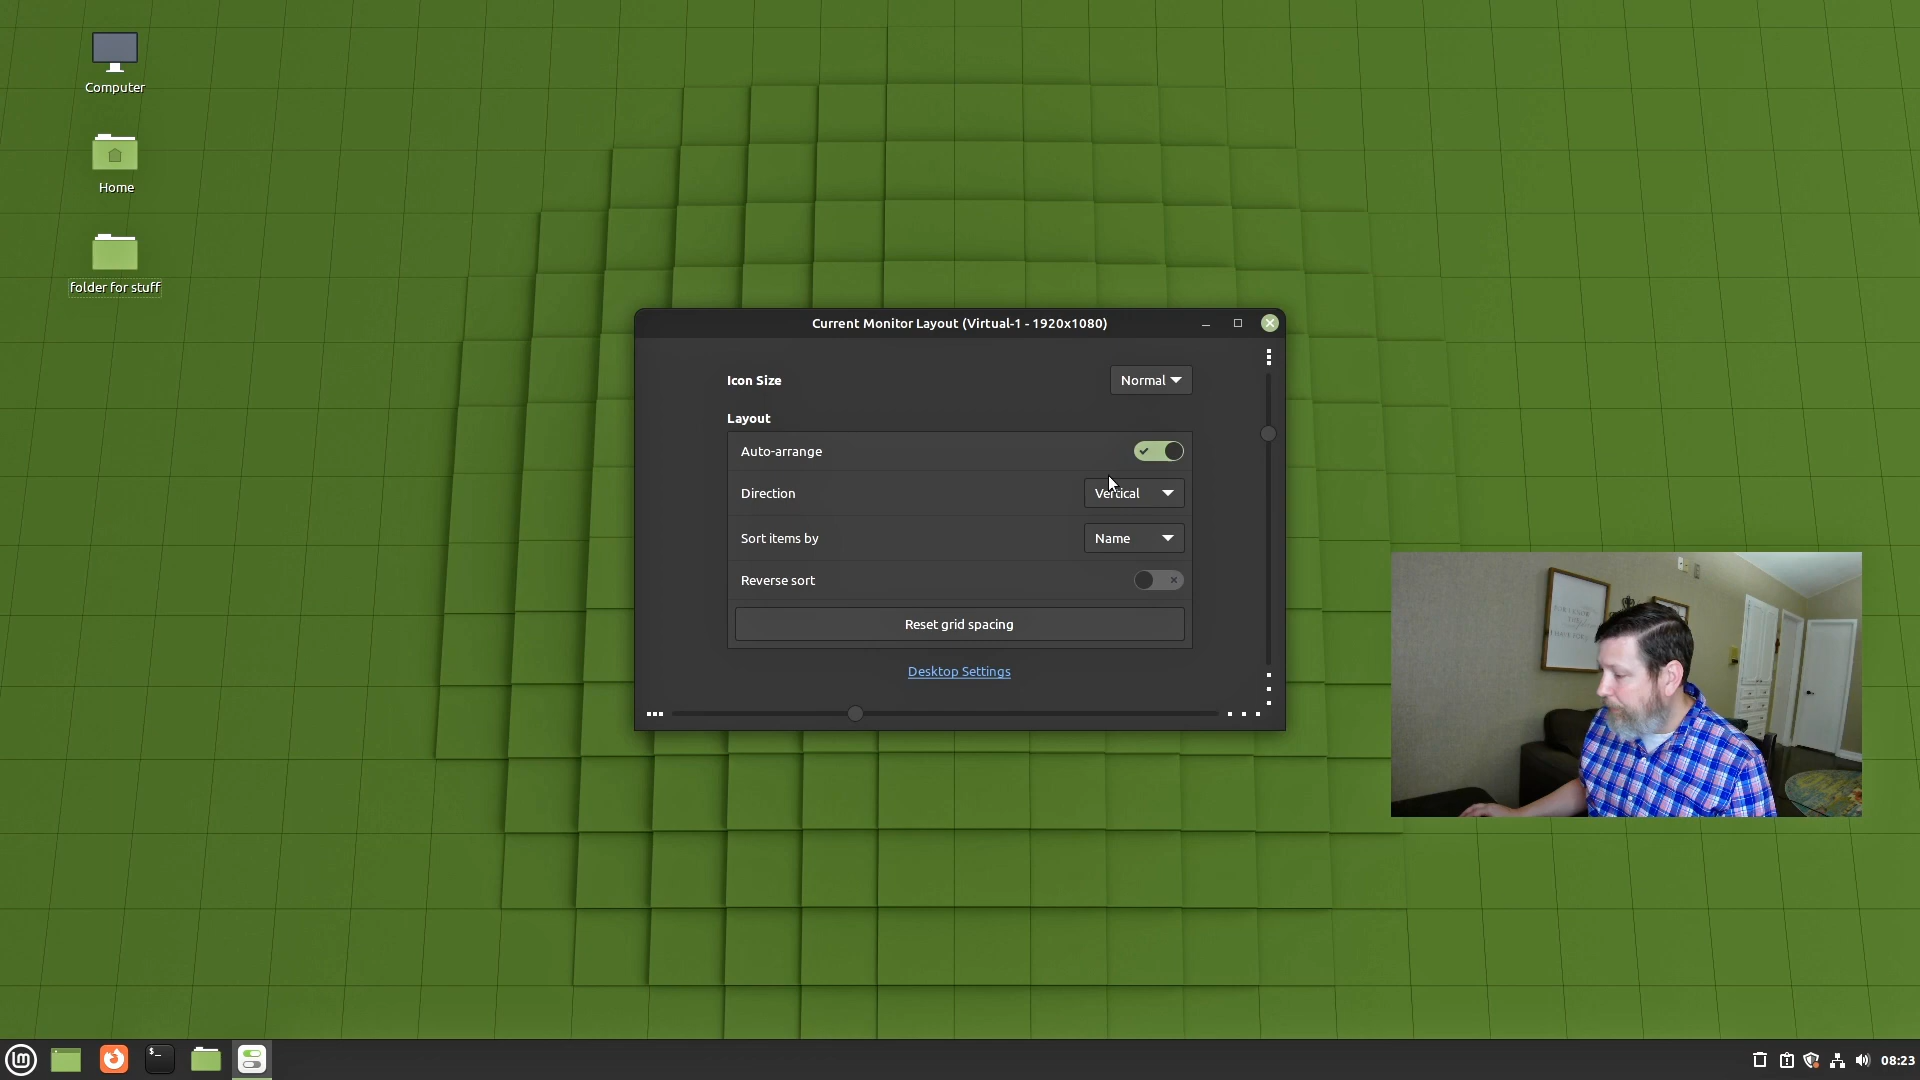 Computer
Home
folder for stuff
Current Monitor Layout (Virtual-1 - 1920x1080)
Icon Size
Normal
Layout
Auto-arrange
Direction
Vertical
Sort items by
Name
Reverse sort
Reset grid spacing
Desktop Settings
08:23